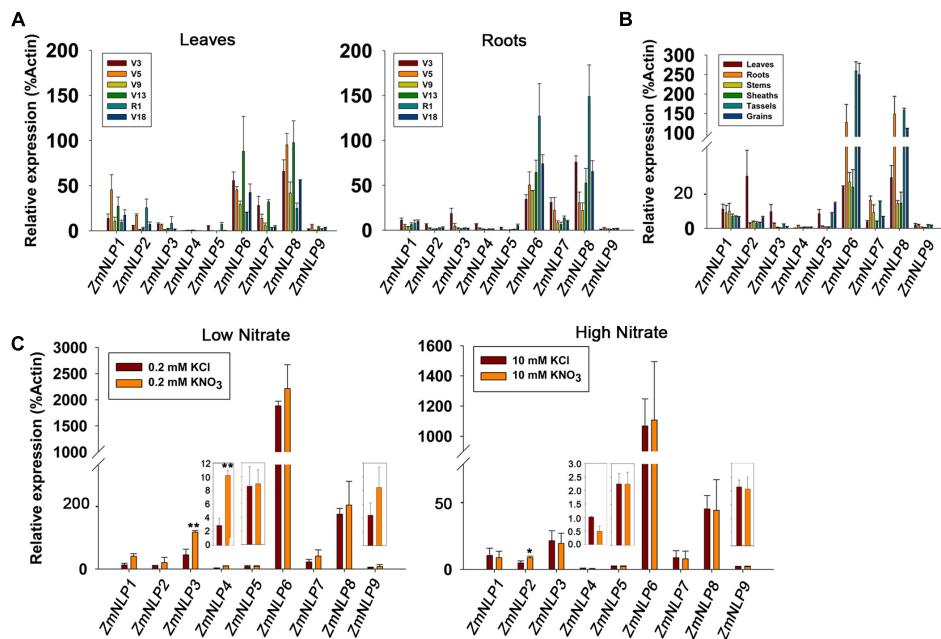 A
Leaves
Relative expression (%Actin)
200
150
100
50
0
V3
V5
V9
V13
R1
V18
ZmNLP1
ZmNLP2
ZmNLP3
ZmNLP4
ZmNLP5
ZmNLP6
ZmNLP7
ZmNLP8
ZmNLP9
Roots
200
150
100
50
0
V3
V5
V9
V13
R1
V18
ZmNLP1
ZmNLP2
ZmNLP3
ZmNLP4
ZmNLP5
ZmNLP6
ZmNLP7
ZmNLP8
ZmNLP9
B
Relative expression (%Actin)
300
250
200
150
100
20
0
Leaves
Roots
Stems
Sheaths
Tassels
Grains
ZmNLP1
ZmNLP2
ZmNLP3
ZmNLP4
ZmNLP5
ZmNLP6
ZmNLP7
ZmNLP8
ZmNLP9
C
Low Nitrate
Relative expression (%Actin)
3000
2500
2000
1500
1000
200
0
0.2 mM KCl
0.2 mM KNO3
12
10
8
6
4
2
0
**
**
ZmNLP1
ZmNLP2
ZmNLP3
ZmNLP4
ZmNLP5
ZmNLP6
ZmNLP7
ZmNLP8
ZmNLP9
High Nitrate
1600
1400
1200
1000
50
0
10 mM KCl
10 mM KNO3
3.0
2.5
2.0
1.5
1.0
0.5
0.0
*
ZmNLP1
ZmNLP2
ZmNLP3
ZmNLP4
ZmNLP5
ZmNLP6
ZmNLP7
ZmNLP8
ZmNLP9